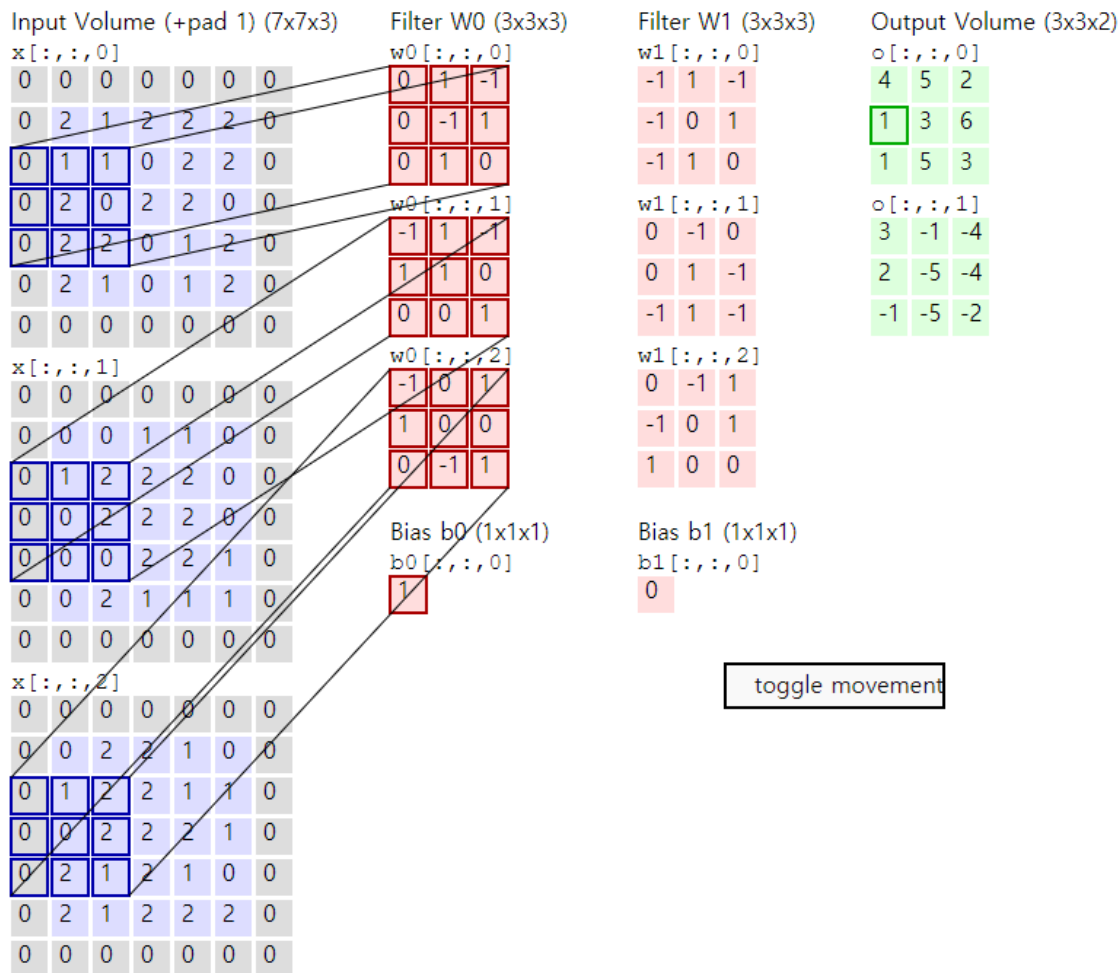 Input Volume (+pad 1) (7x7x3)
x[:,:,0]
0 0 0 0 0 0 0
0 2 1 2 2 2 0
0 1 1 0 2 2 0
0 2 0 2 2 0 0
0 2 2 0 1 2 0
0 2 1 0 1 2 0
0 0 0 0 0 0 0
x[:,:,1]
0 0 0 0 0 0 0
0 0 0 1 1 0 0
0 1 2 2 2 0 0
0 0 2 2 2 0 0
0 0 0 2 2 1 0
0 0 2 1 1 1 0
0 0 0 0 0 0 0
x[:,:,2]
0 0 0 0 0 0 0
0 0 2 2 1 0 0
0 1 2 2 1 1 0
0 0 2 2 2 1 0
0 2 1 2 1 0 0
0 2 1 2 2 2 0
0 0 0 0 0 0 0
Filter W0 (3x3x3)
w0[:,:,0]
0 1 -1
0 -1 1
0 1 0
w0[:,:,1]
-1 1 -1
1 1 0
0 0 1
w0[:,:,2]
-1 0 1
1 0 0
0 -1 1
Bias b0 (1x1x1)
b0[:,:,0]
1
Filter W1 (3x3x3)
w1[:,:,0]
-1 1 -1
-1 0 1
-1 1 0
w1[:,:,1]
0 -1 0
0 1 -1
-1 1 -1
w1[:,:,2]
0 -1 1
-1 0 1
1 0 0
Bias b1 (1x1x1)
b1[:,:,0]
0
Output Volume (3x3x2)
o[:,:,0]
4 5 2
1 3 6
1 5 3
o[:,:,1]
3 -1 -4
2 -5 -4
-1 -5 -2
toggle movement